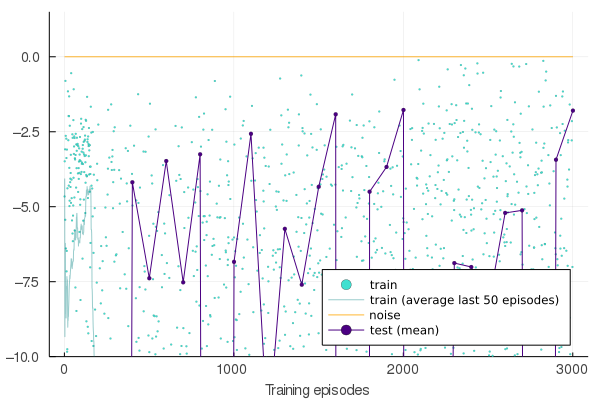 0.0
−2.5
−5.0
−7.5
−10.0
0
1000
2000
3000
Training episodes
train
train (average last 50 episodes)
noise
test (mean)